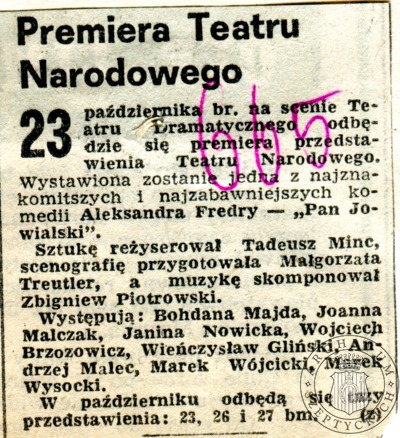 Premiera Teatru
Narodowego
665
23 października br. na scenie Te-
atru Dramatycznego odbę-
dzie się premiera przedsta-
wienia Teatru Narodowego.
Wystawiona zostanie jedna z najzna-
komitszych i najzabawniejszych ko-
medii Aleksandra Fredry — „Pan Jo-
wialski".
Sztukę reżyserował Tadeusz Minc,
scenografię przygotowała Małgorzata
Treutler, a muzykę skomponował
Zbigniew Piotrowski.
Występują: Bohdana Majda, Joanna
Malczak, Janina Nowicka, Wojciech
Brzozowicz, Wieńczysław Gliński, An-
drzej Malec, Marek Wójcicki, Marek
Wysocki.
W październiku odbędą się trzy
przedstawienia: 23, 26 i 27 bm. (z)